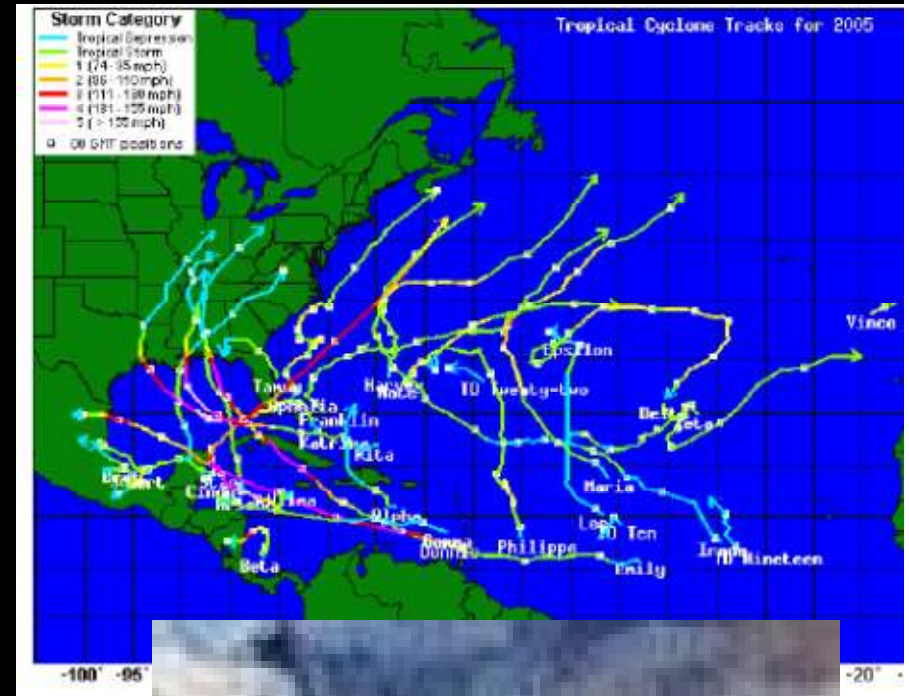 Storm Category
Tropical Depression
Tropical Storm
1 (74-95 mph)
2 (96-110 mph)
3 (111-130 mph)
4 (131-155 mph)
5 ( > 155 mph)
00 GMT positions
Tropical Cyclone Tracks for 2005
Vince
Epsilon
TD Twenty-two
Harvey
Nate
Tammy
Ophelia
Franklin
Katrina
Rita
Delta
Zeta
Maria
Gert
Cindy
Wilma
Alpha
Lee
TD Ten
Philippe
Emily
Irene
TD Nineteen
Beta
-100° -95°
-20°